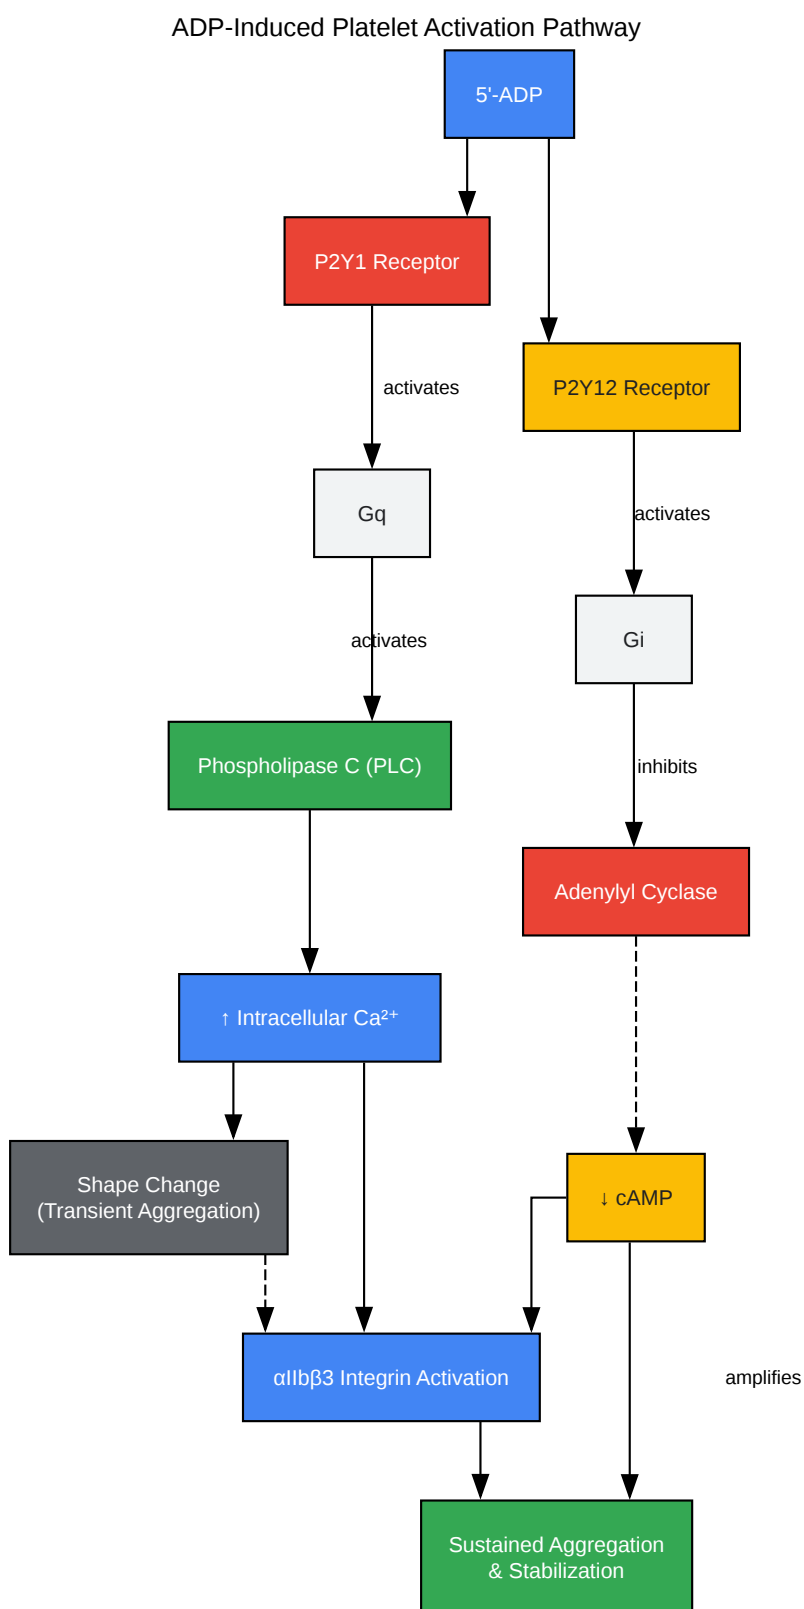 ADP-Induced Platelet Activation Pathway
5'-ADP
P2Y1 Receptor
activates
P2Y12 Receptor
Gq
activates
activates
Gi
Phospholipase C (PLC)
inhibits
Adenylyl Cyclase
↑ Intracellular Ca²⁺
Shape Change
(Transient Aggregation)
↓ cAMP
αIIbβ3 Integrin Activation
amplifies
Sustained Aggregation
& Stabilization